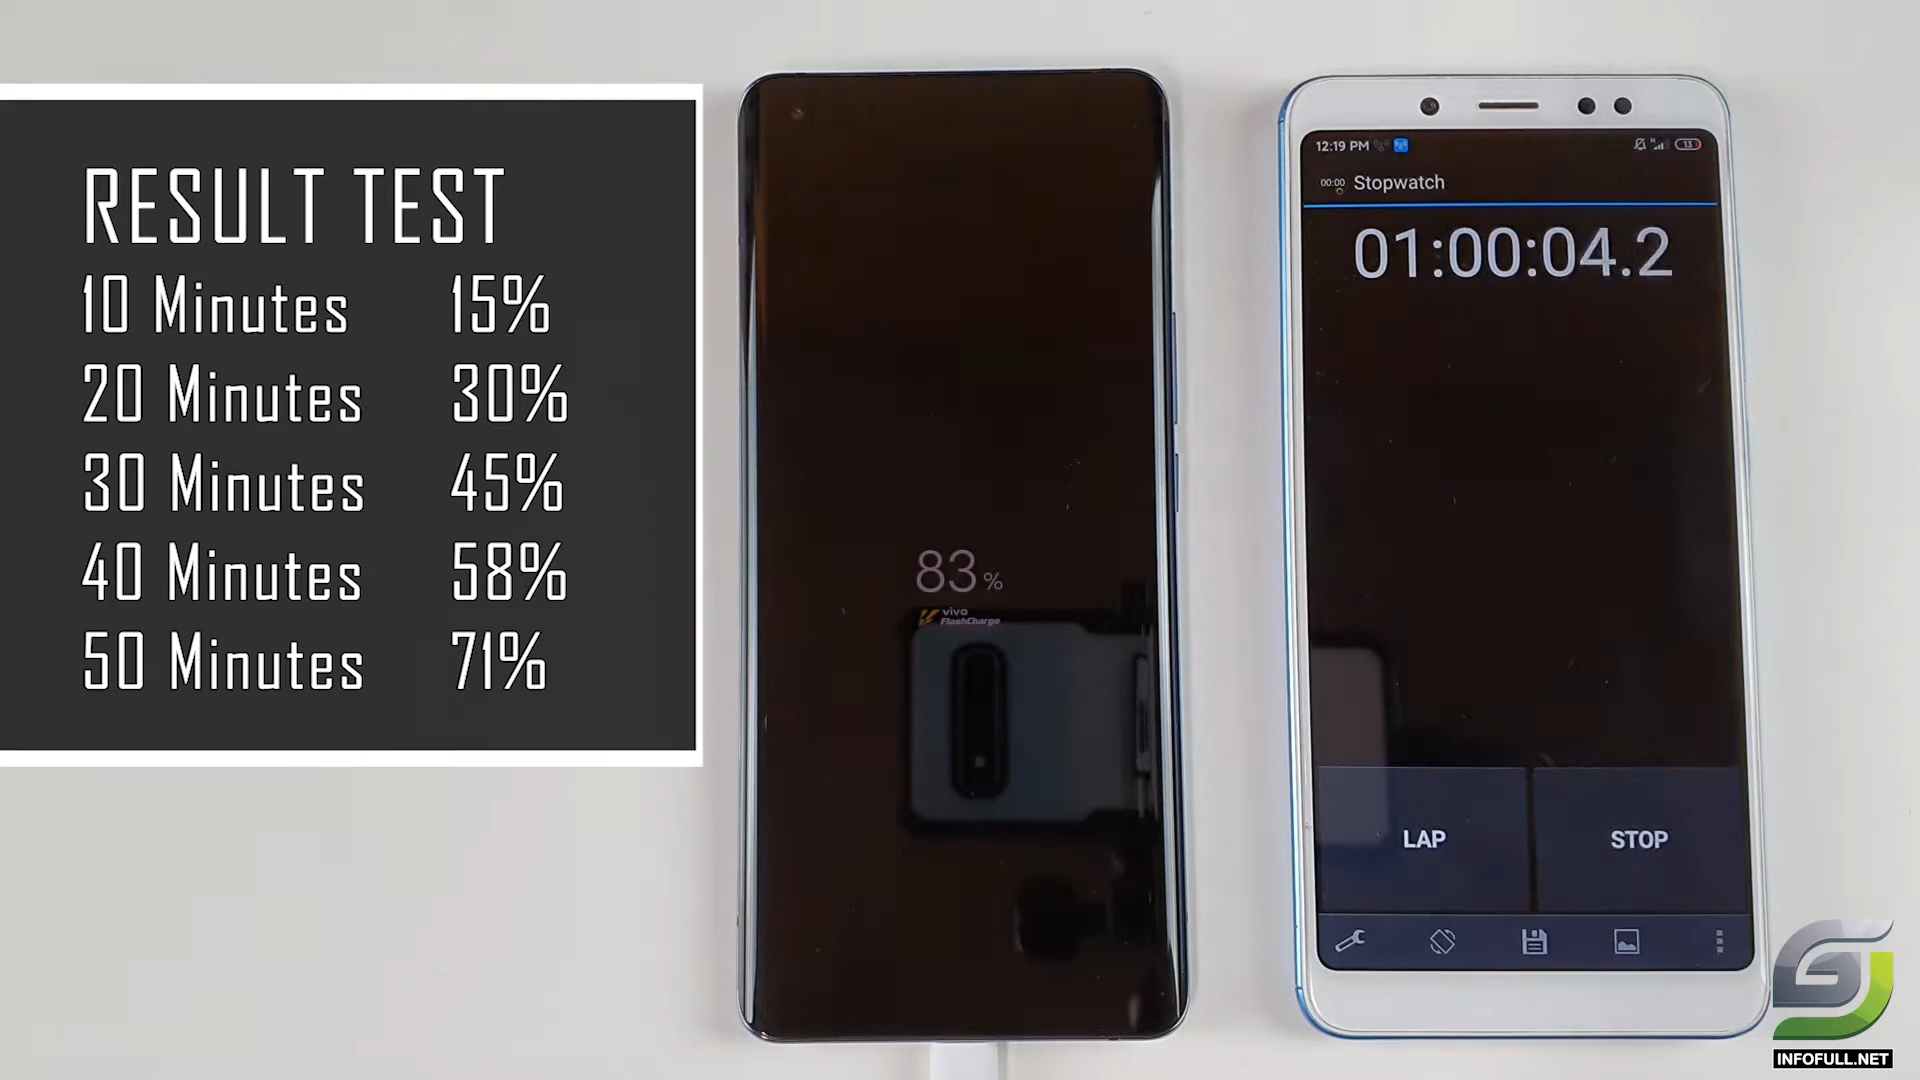 RESULT TEST
10 Minutes 15%
20 Minutes 30%
30 Minutes 45%
40 Minutes 58%
50 Minutes 71%
83%
vivo
FlashCharge
12:19 PM
13
00:00 Stopwatch
01:00:04.2
LAP STOP
INFOFULL.NET